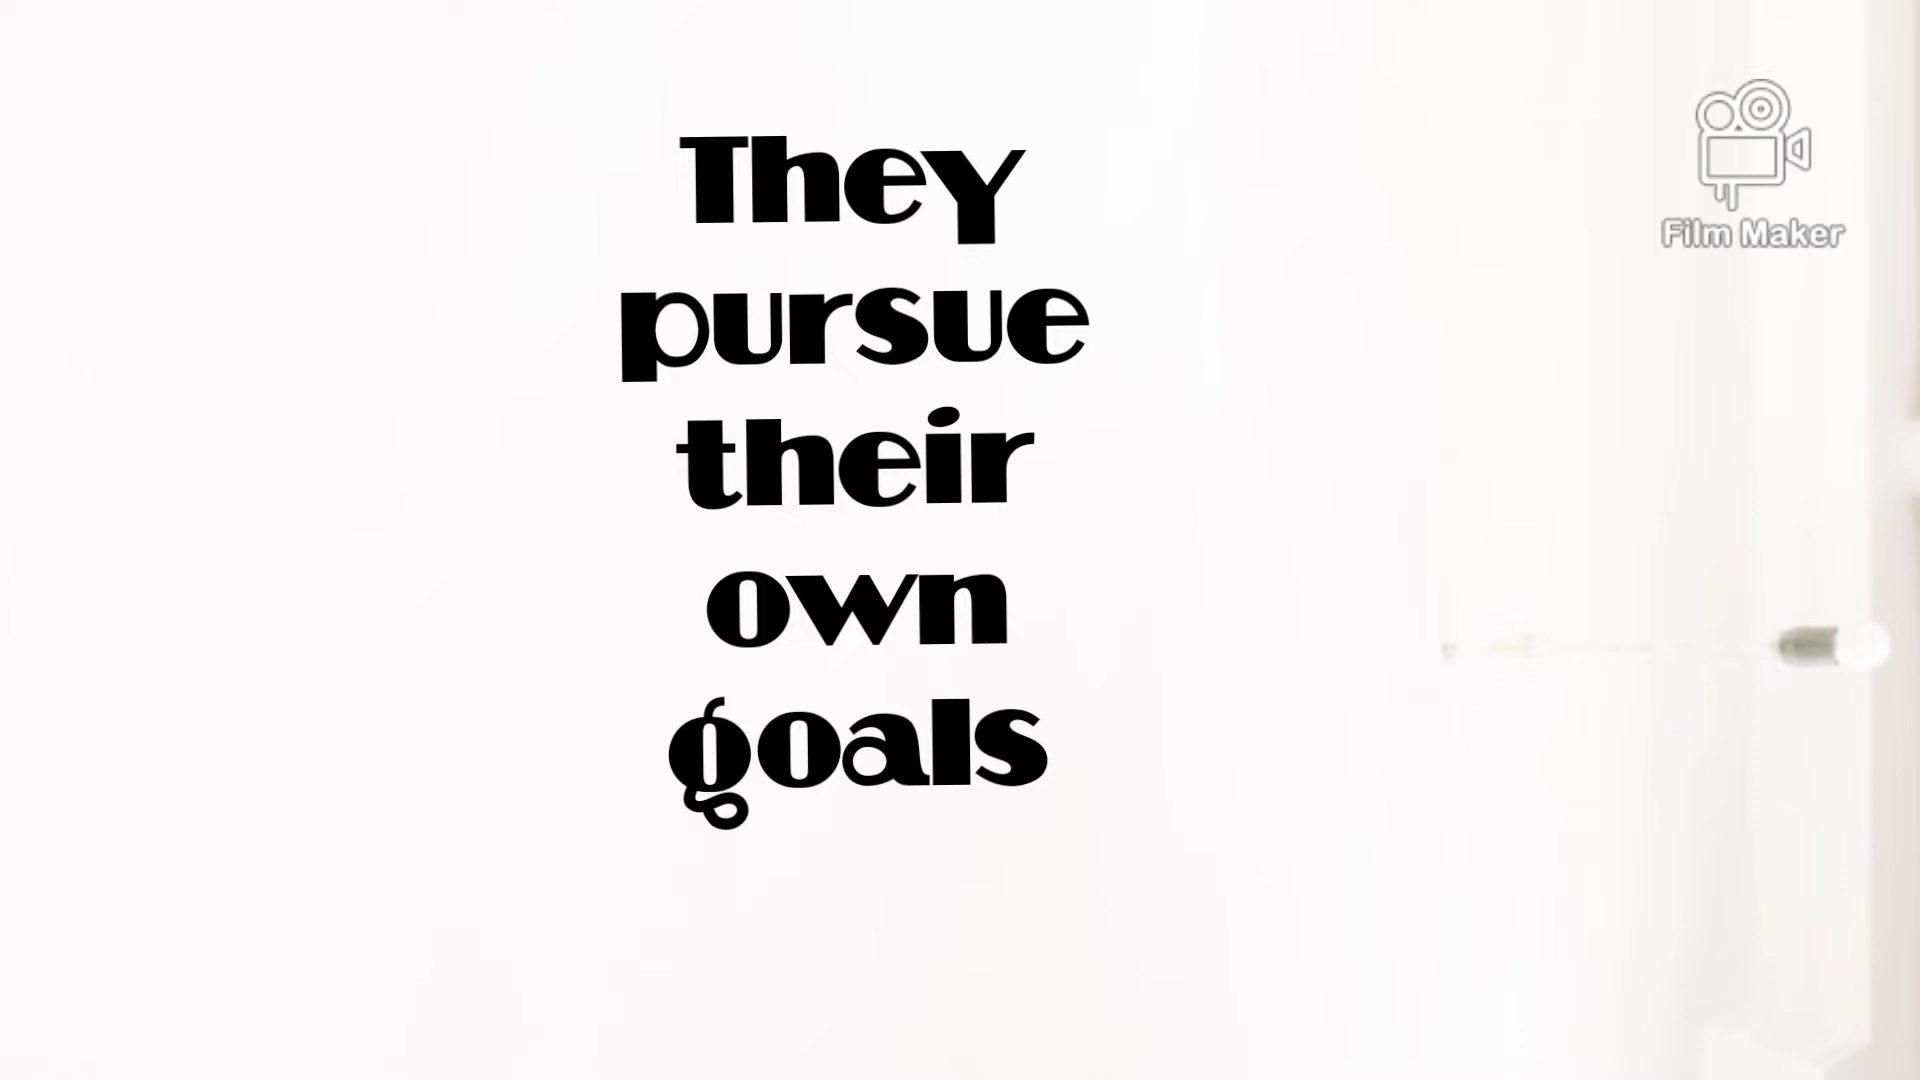 They
pursue
their
own
goals
Film Maker